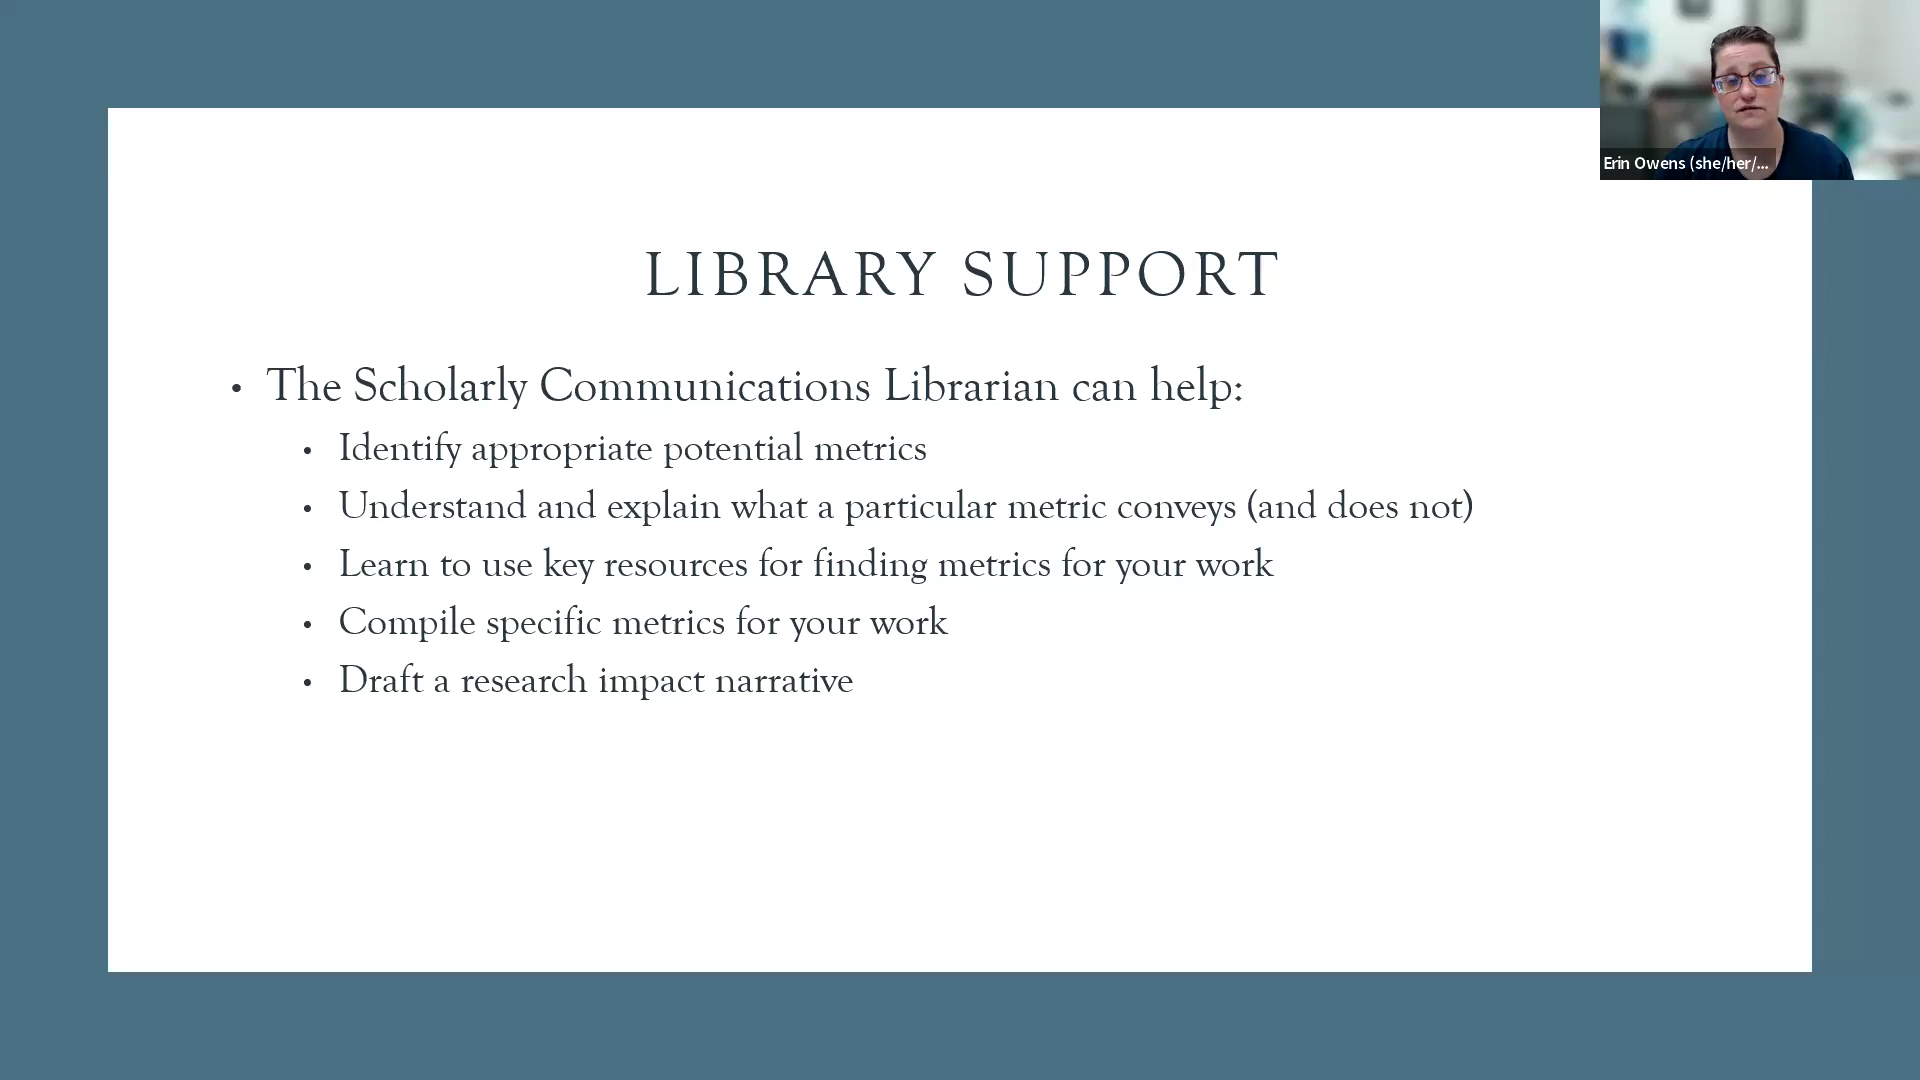 Erin Owens (she/her/...
LIBRARY SUPPORT
• The Scholarly Communications Librarian can help:
• Identify appropriate potential metrics
• Understand and explain what a particular metric conveys (and does not)
• Learn to use key resources for finding metrics for your work
• Compile specific metrics for your work
• Draft a research impact narrative